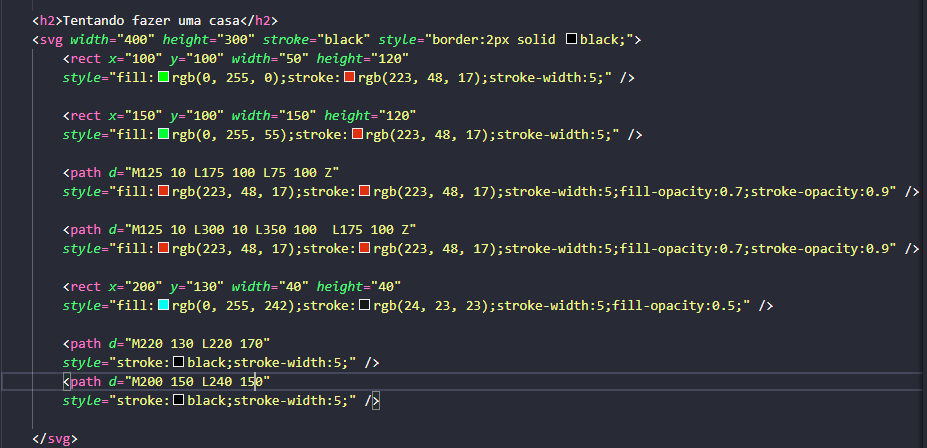 <h2>Tentando fazer uma casa</h2>
<svg width="400" height="300" stroke="black" style="border:2px solid black;">
<rect x="100" y="100" width="50" height="120"
style="fill:rgb(0, 255, 0);stroke:rgb(223, 48, 17);stroke-width:5;" />
<rect x="150" y="100" width="150" height="120"
style="fill:rgb(0, 255, 55);stroke:rgb(223, 48, 17);stroke-width:5;" />
<path d="M125 10 L175 100 L75 100 Z"
style="fill:rgb(223, 48, 17);stroke:rgb(223, 48, 17);stroke-width:5;fill-opacity:0.7;stroke-opacity:0.9" />
<path d="M125 10 L300 10 L350 100  L175 100 Z"
style="fill:rgb(223, 48, 17);stroke:rgb(223, 48, 17);stroke-width:5;fill-opacity:0.7;stroke-opacity:0.9" />
<rect x="200" y="130" width="40" height="40"
style="fill:rgb(0, 255, 242);stroke:rgb(24, 23, 23);stroke-width:5;fill-opacity:0.5;" />
<path d="M220 130 L220 170"
style="stroke:black;stroke-width:5;" />
<path d="M200 150 L240 150"
style="stroke:black;stroke-width:5;" />
</svg>